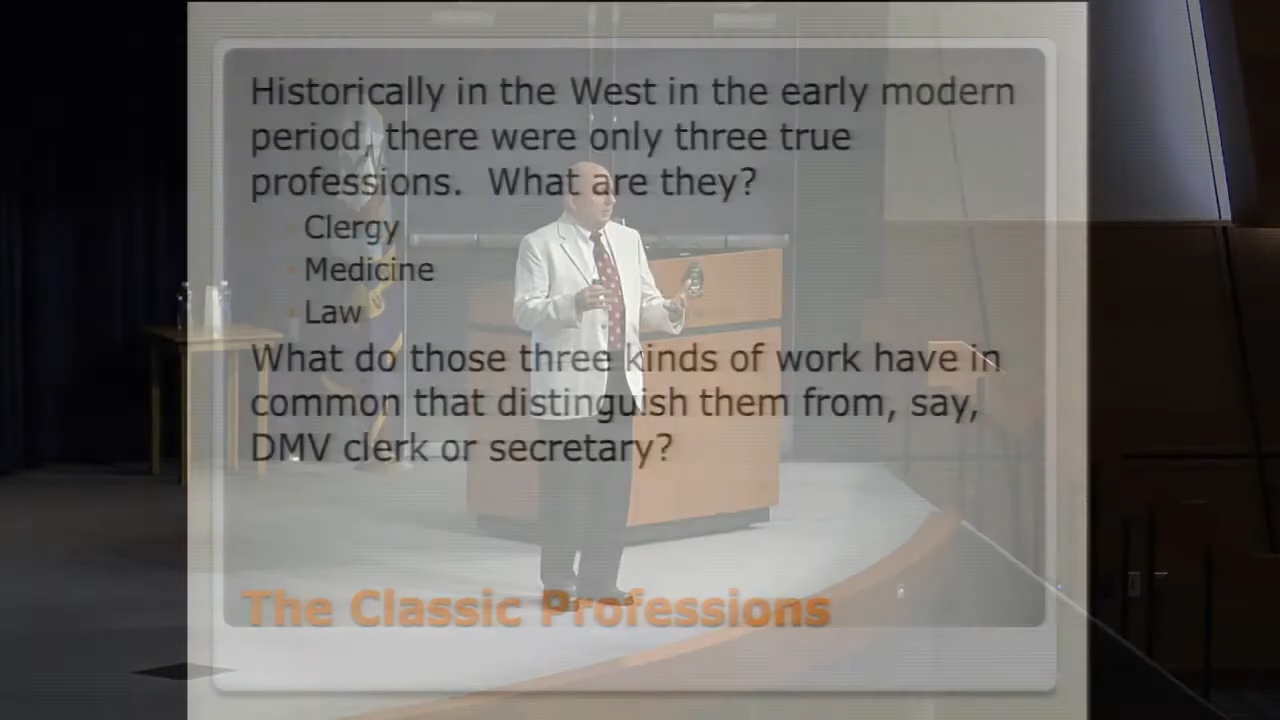 Historically in the West in the early modern
period, there were only three true
professions. What are they?
Clergy
Medicine
Law
What do those three kinds of work have in
common that distinguish them from, say,
DMV clerk or secretary?
The Classic Professions